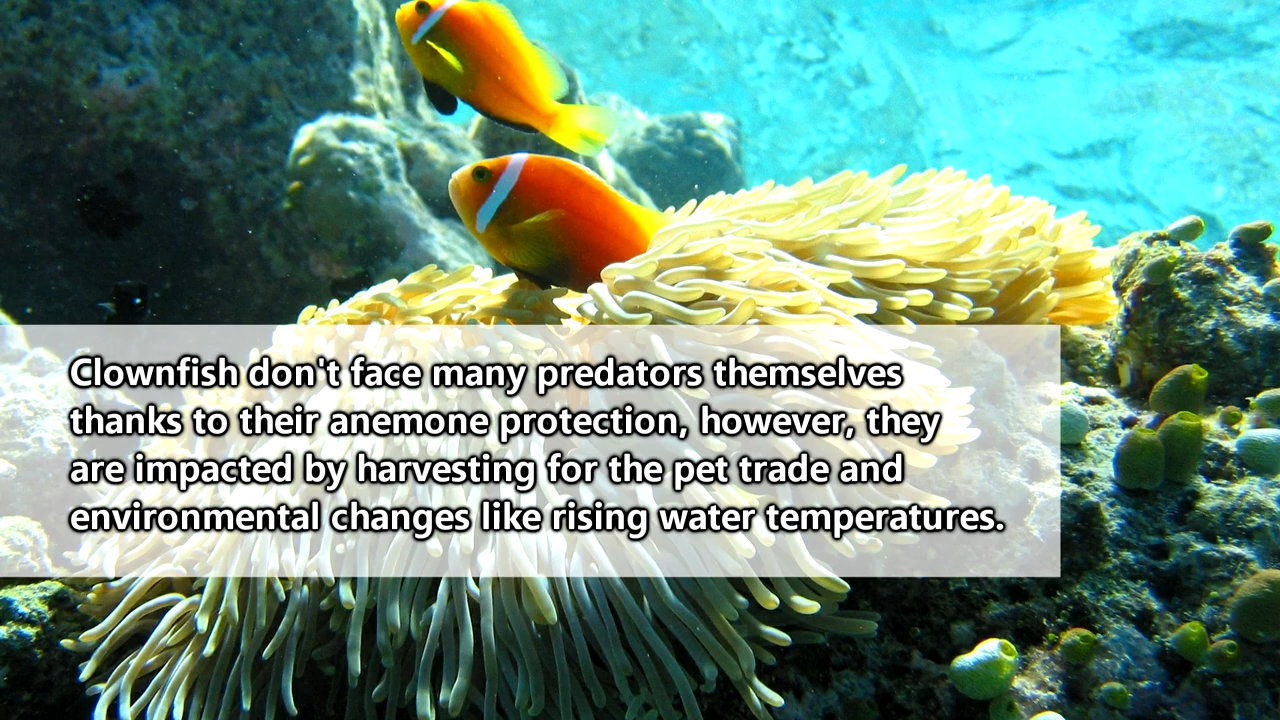 Clownfish don't face many predators themselves
thanks to their anemone protection, however, they
are impacted by harvesting for the pet trade and
environmental changes like rising water temperatures.